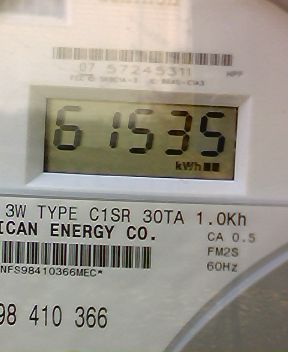 07 57245311 HPP
61535
kWh
3W TYPE C1SR 30TA 1.0Kh
ICAN ENERGY CO.
CA 0.5
FM2S
60Hz
NFS98410366MEC*
98 410 366